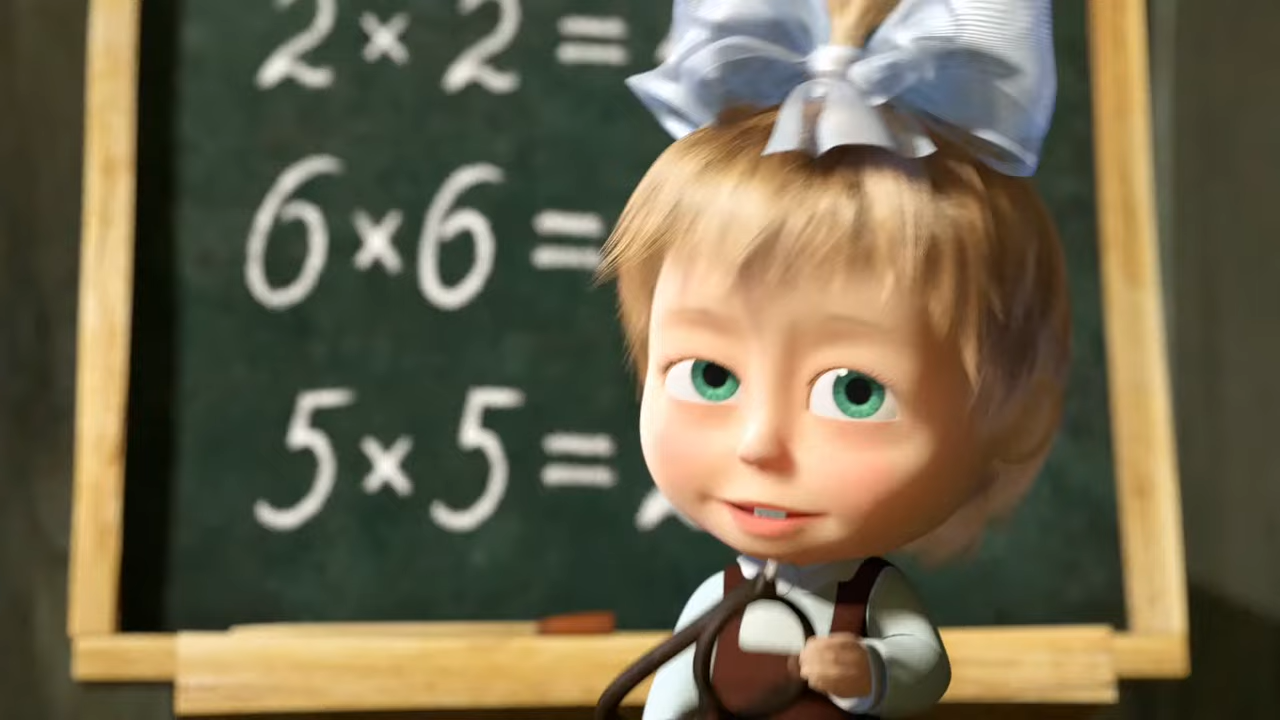 2 × 2 =
6 × 6 =
5 × 5 =